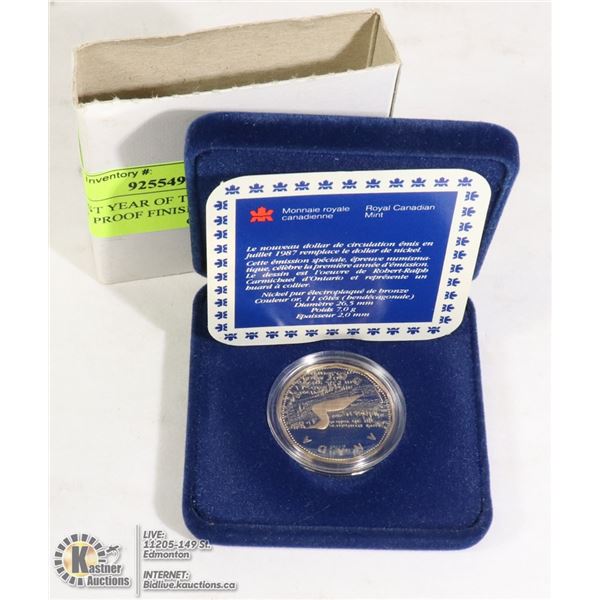 Inventory #:
925549
ST YEAR OF T
PROOF FINIS
Monnaie royale
canadienne
Royal Canadian
Mint
Le nouveau dollar de circulation émis en
juillet 1987 remplace le dollar de nickel.
Cette émission spéciale, épreuve numisma-
tique, célèbre la première année d'émission.
Le dessin est l'oeuvre de Robert-Ralph
Carmichael d'Ontario et représente un
huard à collier.
Nickel pur électroplaqué de bronze
Couleur or, 11 côtés (hendécagonale)
Diamètre 26,5 mm
Poids 7,0 g
Epaisseur 2,0 mm
Kastner
Auctions
LIVE:
11205-149 St.
Edmonton
INTERNET:
Bidlive.kauctions.ca